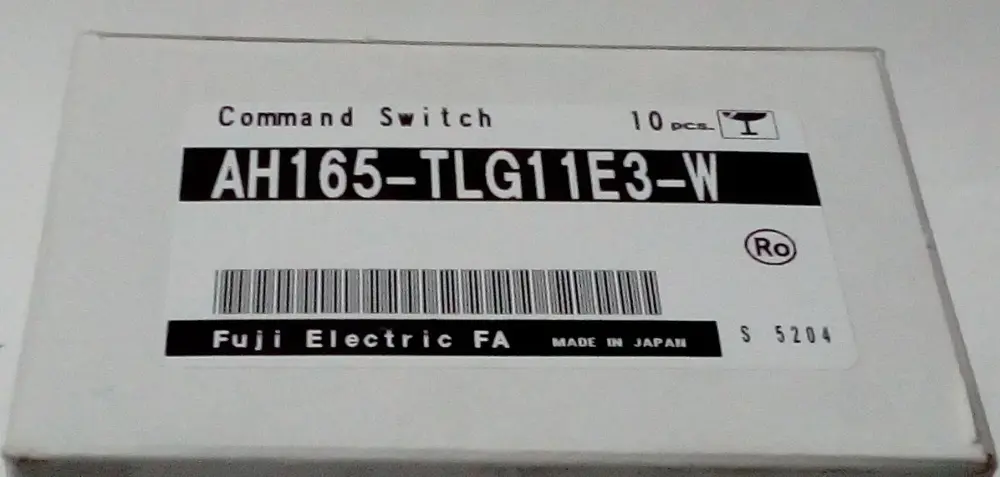 Command Switch 10 pcs.
AH165-TLG11E3-W
Ro
Fuji Electric FA MADE IN JAPAN
S 5204